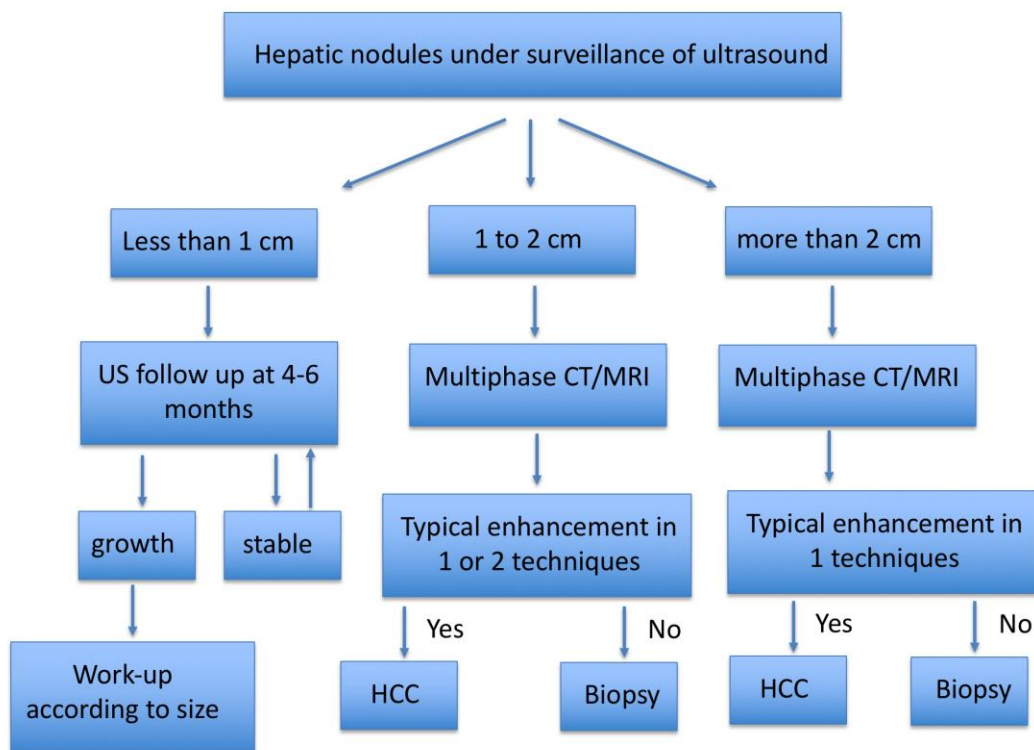 Hepatic nodules under surveillance of ultrasound
Less than 1 cm
1 to 2 cm
more than 2 cm
US follow up at 4-6
months
Multiphase CT/MRI
Multiphase CT/MRI
growth
stable
Typical enhancement in
1 or 2 techniques
Typical enhancement in
1 techniques
Work-up
according to size
Yes
No
Yes
No
HCC
Biopsy
HCC
Biopsy